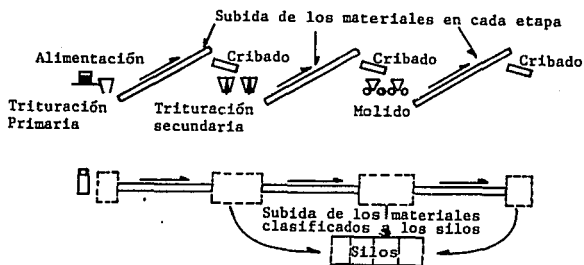 Subida de los materiales en cada etapa
Alimentación
Cribado
Cribado
Cribado
Trituración
Primaria
Trituración
secundaria
Molido
Subida de los materiales
clasificados a los silos
Silos